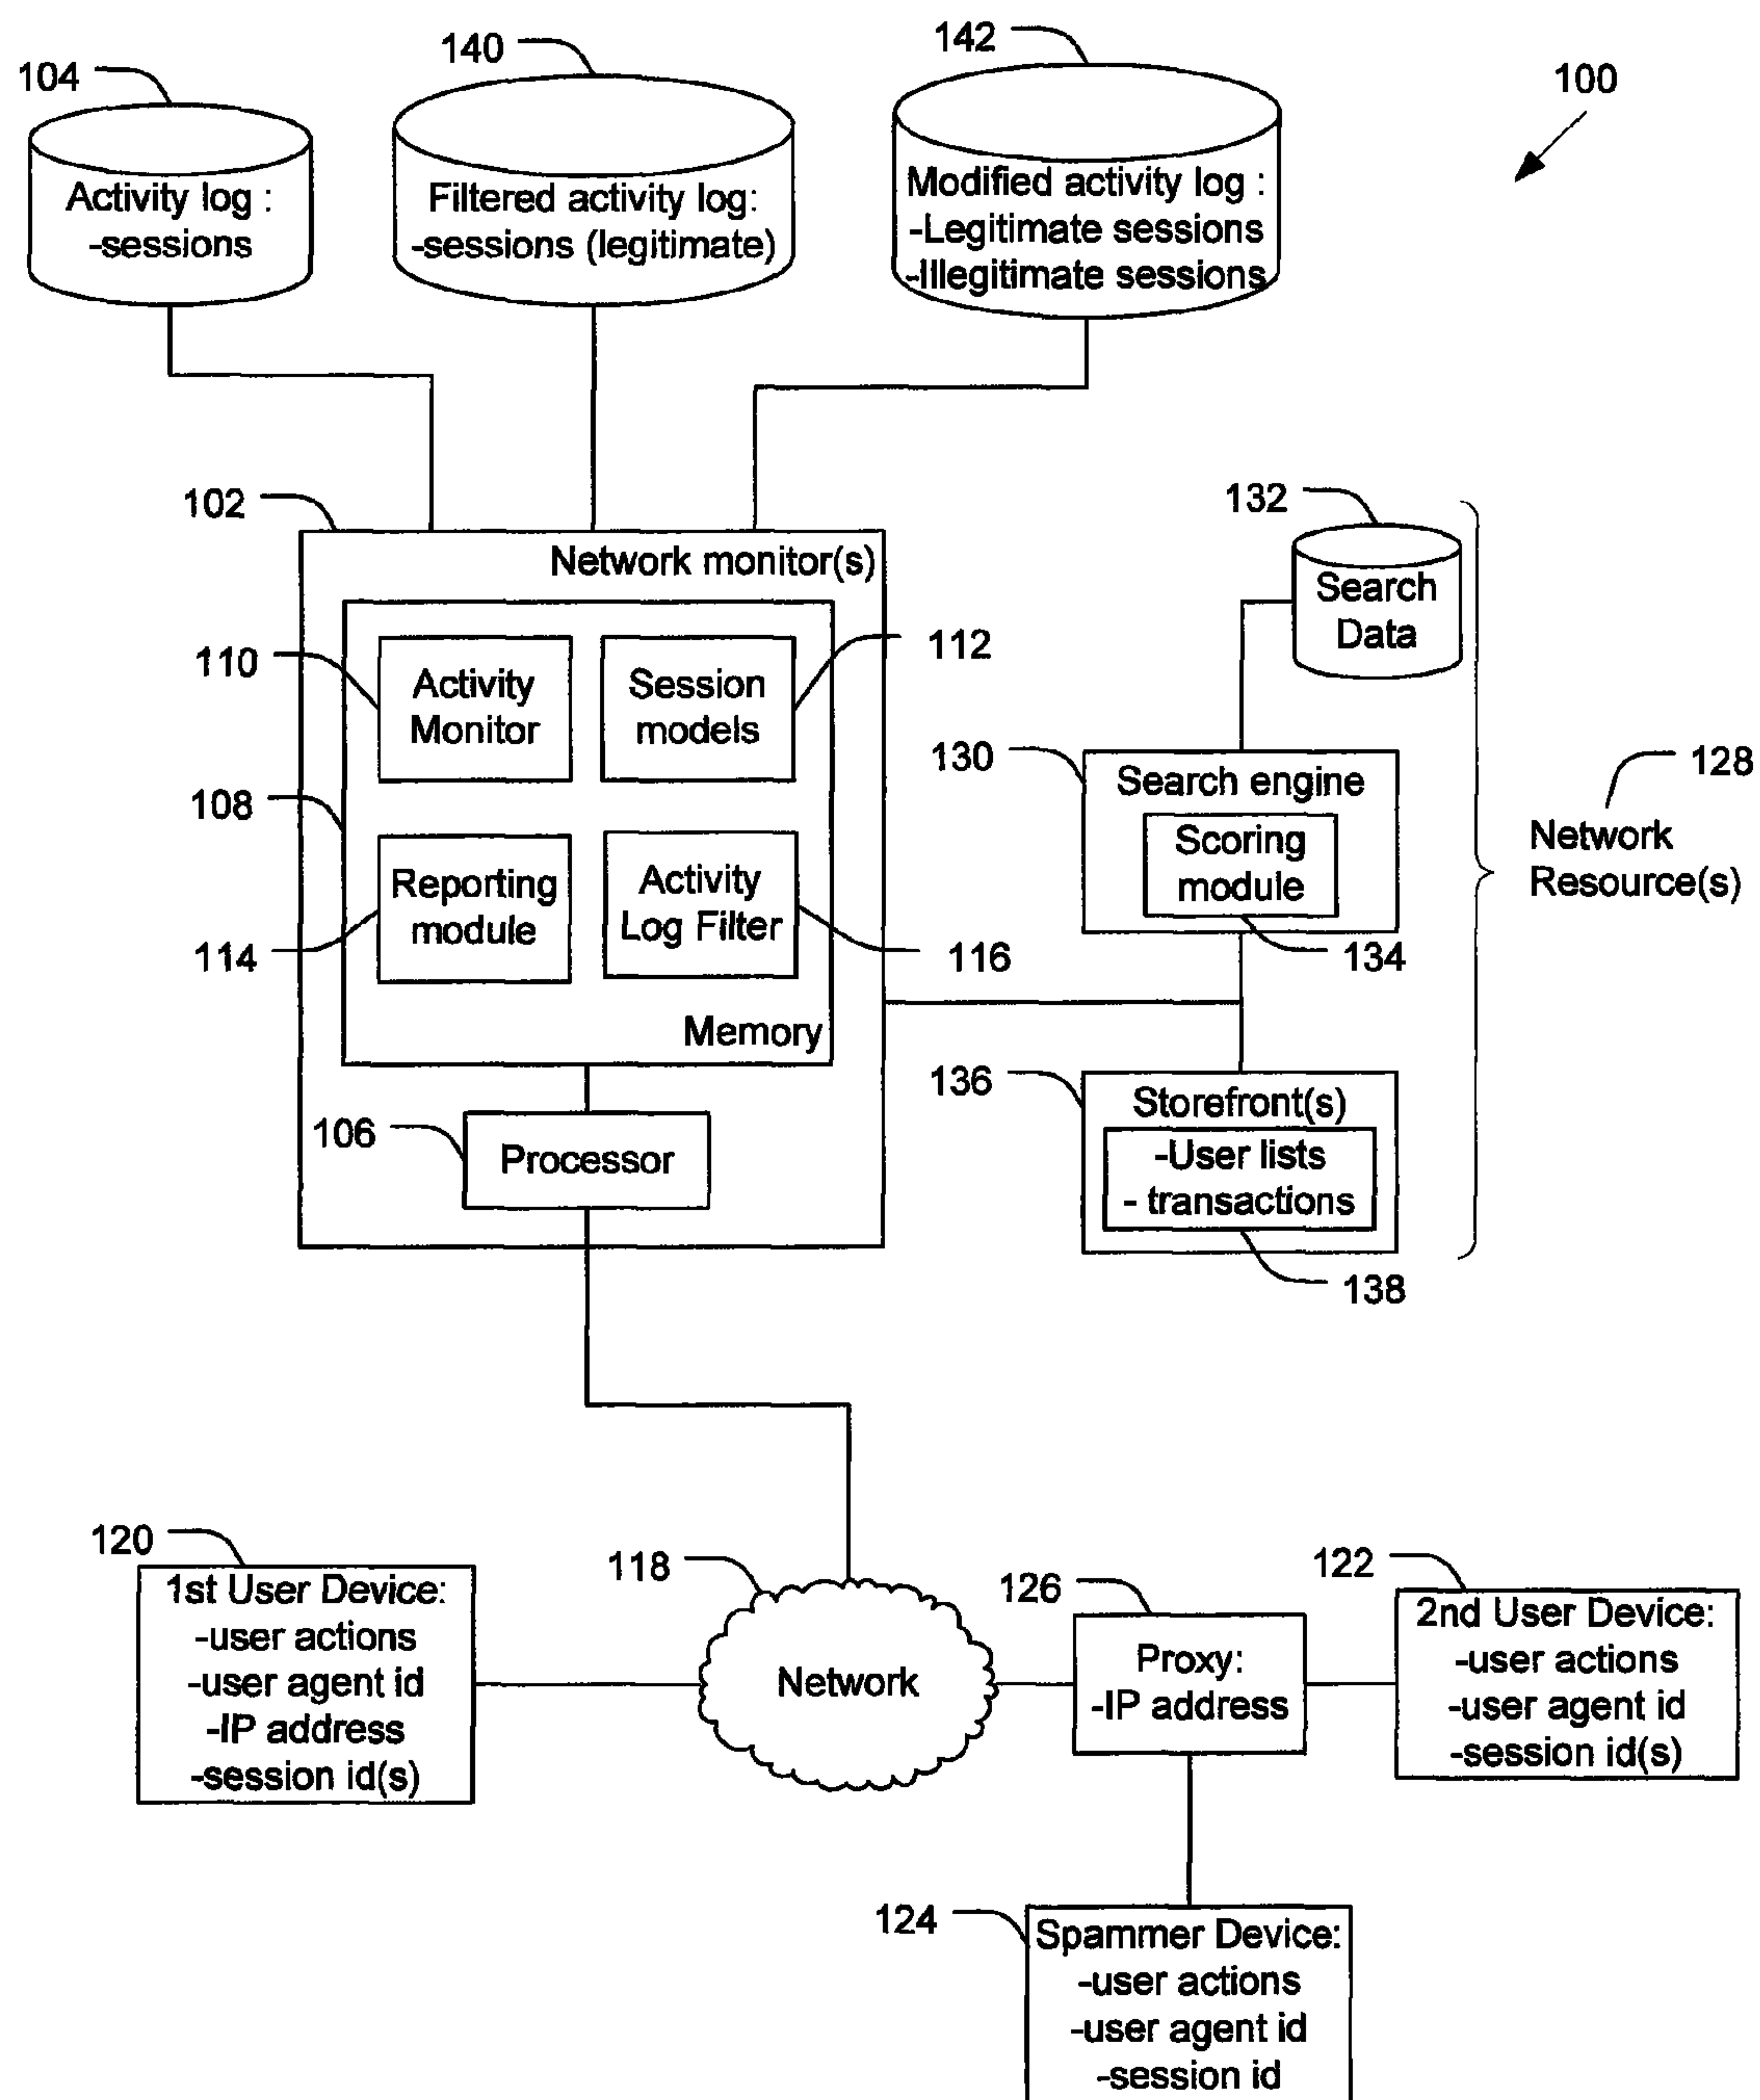 104
140
142
100
Activity log :
-sessions
Filtered activity log:
-sessions (legitimate)
Modified activity log :
-Legitimate sessions
-Illegitimate sessions
102
Network monitor(s)
132
Search
Data
110
Activity
Monitor
Session
models
112
130
Search engine
Scoring
module
134
128
Network
Resource(s)
108
Reporting
module
114
Activity
Log Filter
116
Memory
136
Storefront(s)
-User lists
- transactions
138
106
Processor
120
1st User Device:
-user actions
-user agent id
-IP address
-session id(s)
118
Network
126
Proxy:
-IP address
122
2nd User Device:
-user actions
-user agent id
-session id(s)
124
Spammer Device:
-user actions
-user agent id
-session id